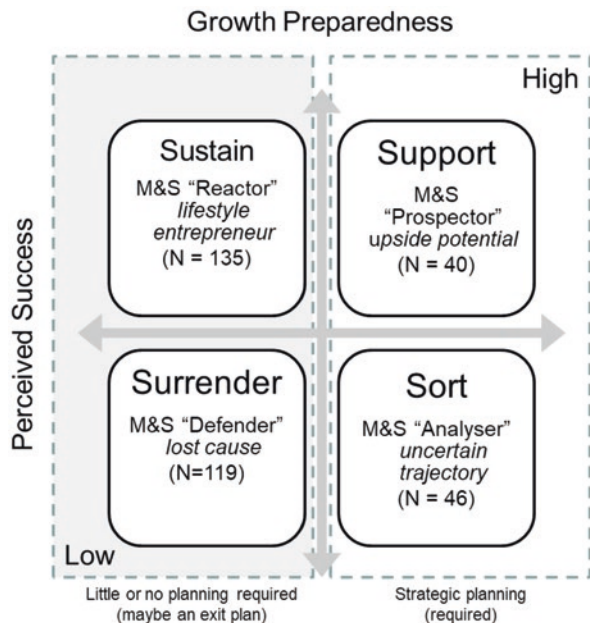 Growth Preparedness
High
Sustain
M&S “Reactor”
lifestyle
entrepreneur
(N = 135)
Support
M&S
“Prospector”
upside potential
(N = 40)
Perceived Success
Surrender
M&S “Defender”
lost cause
(N=119)
Sort
M&S “Analyser”
uncertain
trajectory
(N = 46)
Low
Little or no planning required
(maybe an exit plan)
Strategic planning
(required)